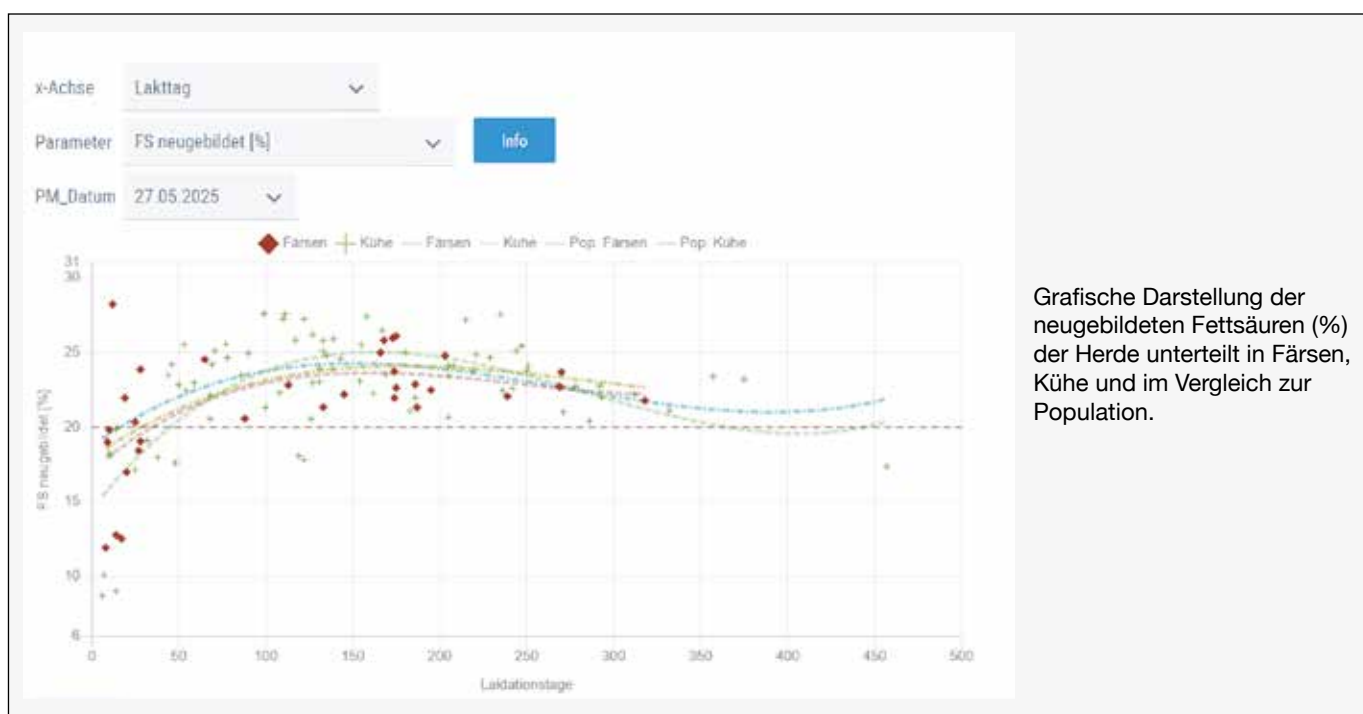 x-Achse Lakttag
Parameter FS neugebildet [%] Info
PM_Datum 27.05.2025
Färsen Kühe Färsen Kühe Pop. Färsen Pop. Kühe
31
30
25
20
15
10
6
FS neugebildet [%]
0 50 100 150 200 250 300 350 400 450 500
Laktationstage
Grafische Darstellung der
neugebildeten Fettsäuren (%)
der Herde unterteilt in Färsen,
Kühe und im Vergleich zur
Population.